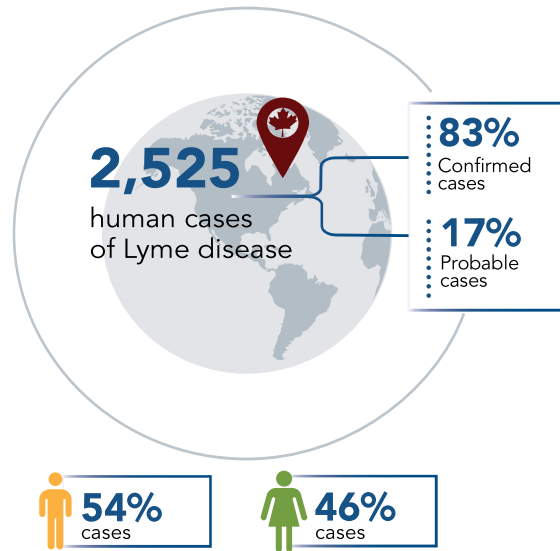 2,525
human cases
of Lyme disease
83%
Confirmed
cases
17%
Probable
cases
54%
cases
46%
cases